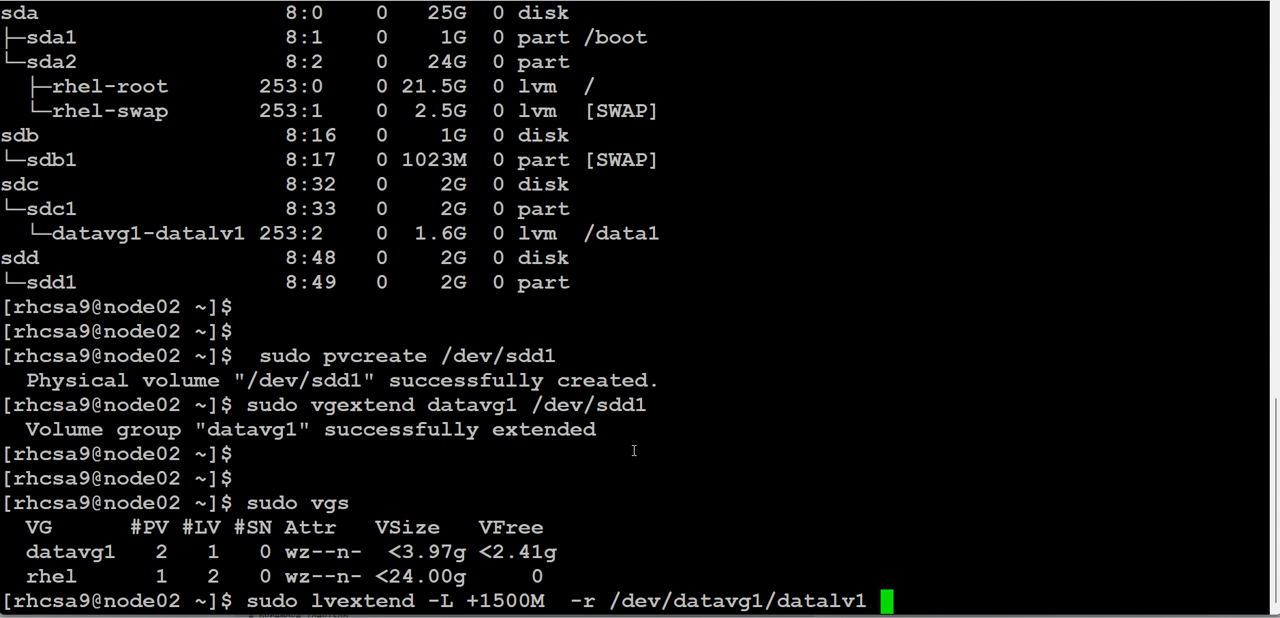 sda                   8:0    0   25G  0 disk
├─sda1                8:1    0    1G  0 part /boot
└─sda2                8:2    0   24G  0 part
  ├─rhel-root       253:0    0 21.5G  0 lvm  /
  └─rhel-swap       253:1    0  2.5G  0 lvm  [SWAP]
sdb                   8:16   0    1G  0 disk
└─sdb1                8:17   0 1023M  0 part [SWAP]
sdc                   8:32   0    2G  0 disk
└─sdc1                8:33   0    2G  0 part
  └─datavg1-datalv1 253:2    0  1.6G  0 lvm  /data1
sdd                   8:48   0    2G  0 disk
└─sdd1                8:49   0    2G  0 part
[rhcsa9@node02 ~]$
[rhcsa9@node02 ~]$
[rhcsa9@node02 ~]$  sudo pvcreate /dev/sdd1
  Physical volume "/dev/sdd1" successfully created.
[rhcsa9@node02 ~]$ sudo vgextend datavg1 /dev/sdd1
  Volume group "datavg1" successfully extended
[rhcsa9@node02 ~]$
[rhcsa9@node02 ~]$
[rhcsa9@node02 ~]$ sudo vgs
  VG      #PV #LV #SN Attr   VSize   VFree
  datavg1   2   1   0 wz--n-  <3.97g <2.41g
  rhel      1   2   0 wz--n- <24.00g     0
[rhcsa9@node02 ~]$ sudo lvextend -L +1500M  -r /dev/datavg1/datalv1